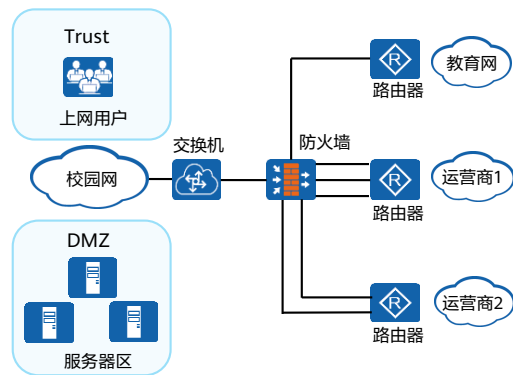 Trust
上网用户
校园网
交换机
防火墙
DMZ
服务器区
R
路由器
教育网
R
路由器
运营商1
R
路由器
运营商2